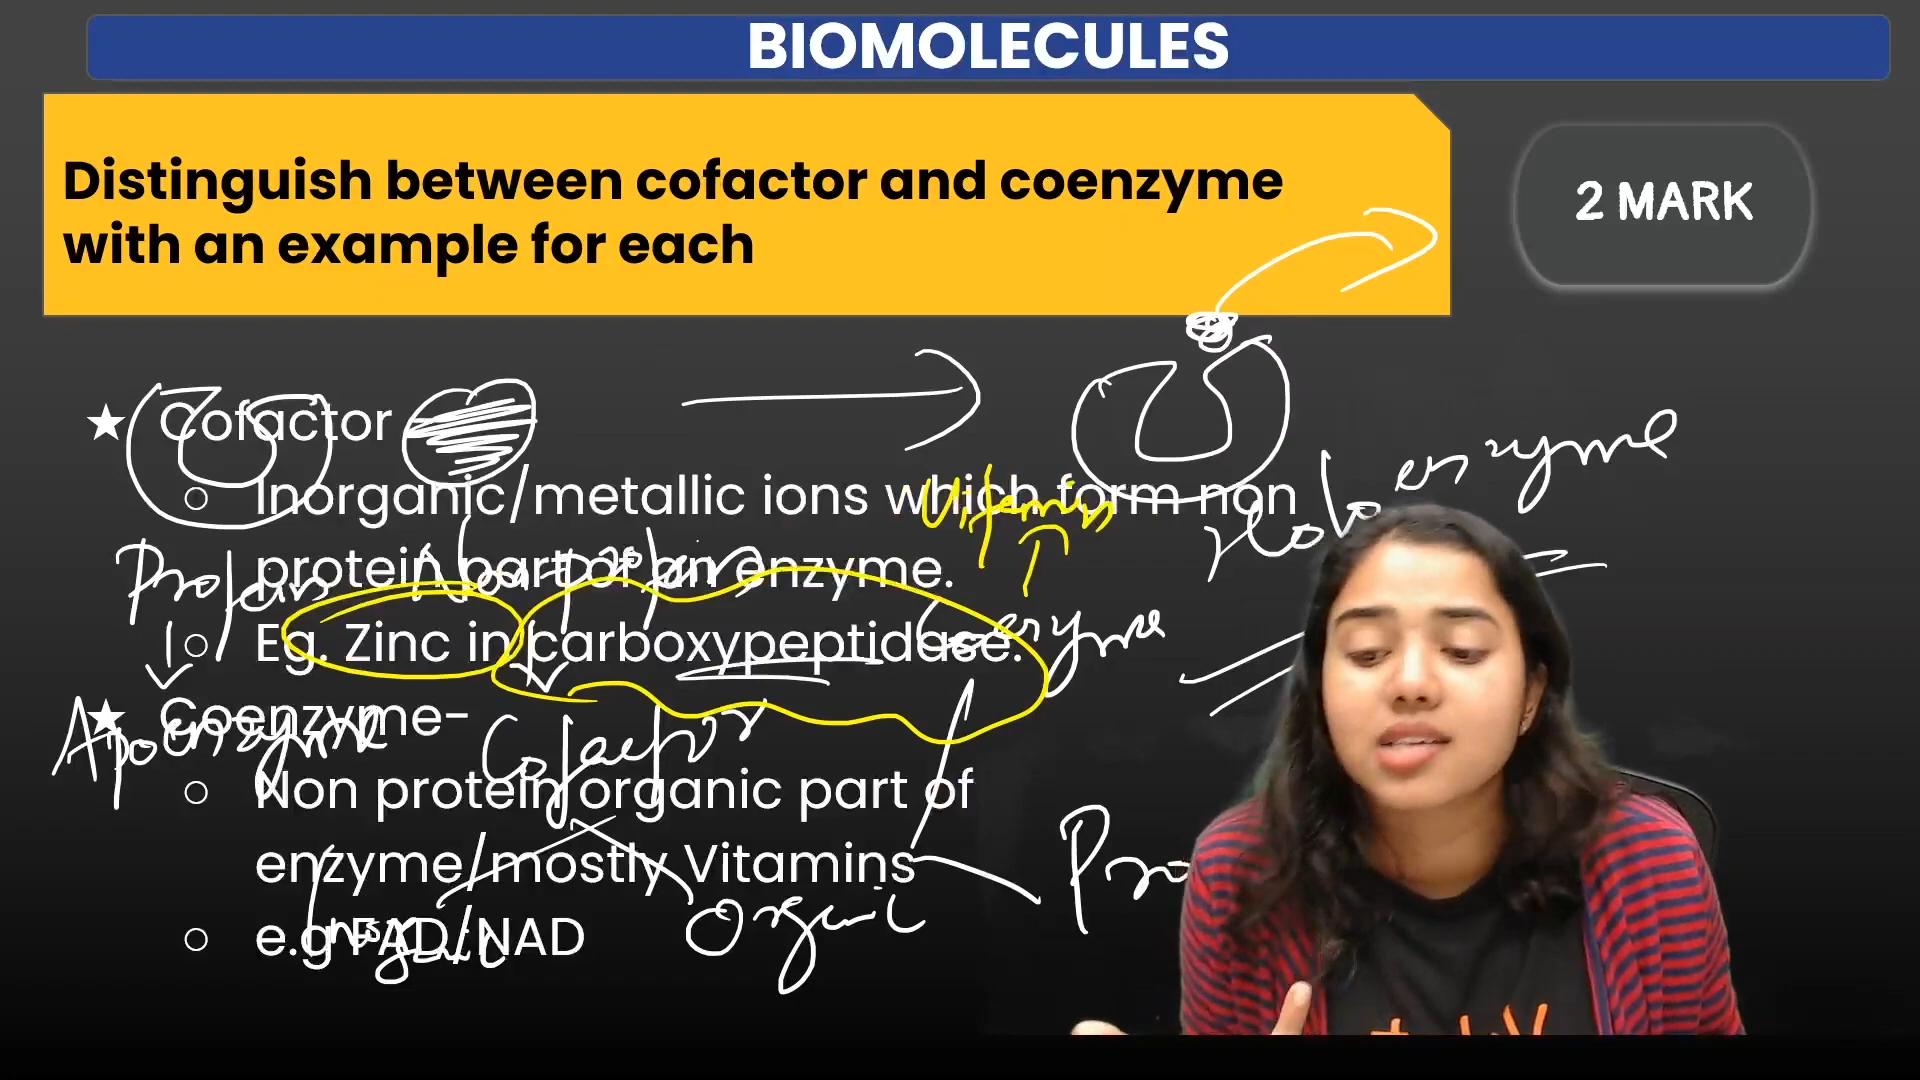 BIOMOLECULES
Distinguish between cofactor and coenzyme
with an example for each
2 MARK
★ Cofactor -
○ Inorganic/metallic ions which form non
protein part of an enzyme.
○ Eg. Zinc in carboxypeptidase.
★ Coenzyme-
○ Non protein organic part of
enzyme/mostly Vitamins
○ e.g FAD/NAD
Holoenzyme
Vitamins
Protein
Non protein
Coenzyme
Apoenzyme
Cofactor
Organic